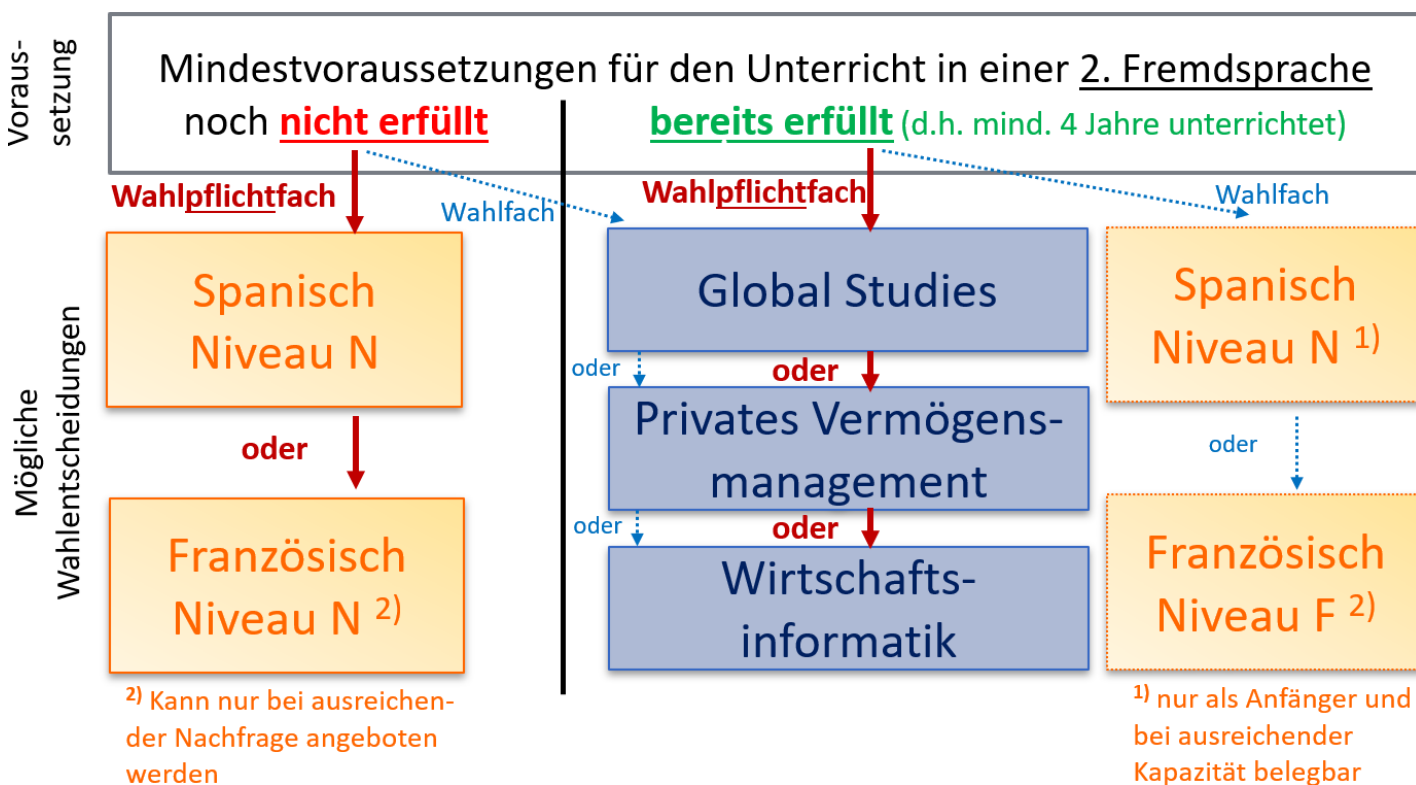 Voraus-
setzung
Mindestvoraussetzungen für den Unterricht in einer 2. Fremdsprache
noch nicht erfüllt
bereits erfüllt (d.h. mind. 4 Jahre unterrichtet)
Wahlpflichtfach
Wahlfach
Wahlpflichtfach
Wahlfach
Mögliche
Wahlentscheidungen
Spanisch
Niveau N
oder
Französisch
Niveau N 2)
2) Kann nur bei ausreichen-
der Nachfrage angeboten
werden
Global Studies
oder
oder
Privates Vermögens-
management
oder
oder
Wirtschafts-
informatik
Spanisch
Niveau N 1)
oder
Französisch
Niveau F 2)
1) nur als Anfänger und
bei ausreichender
Kapazität belegbar